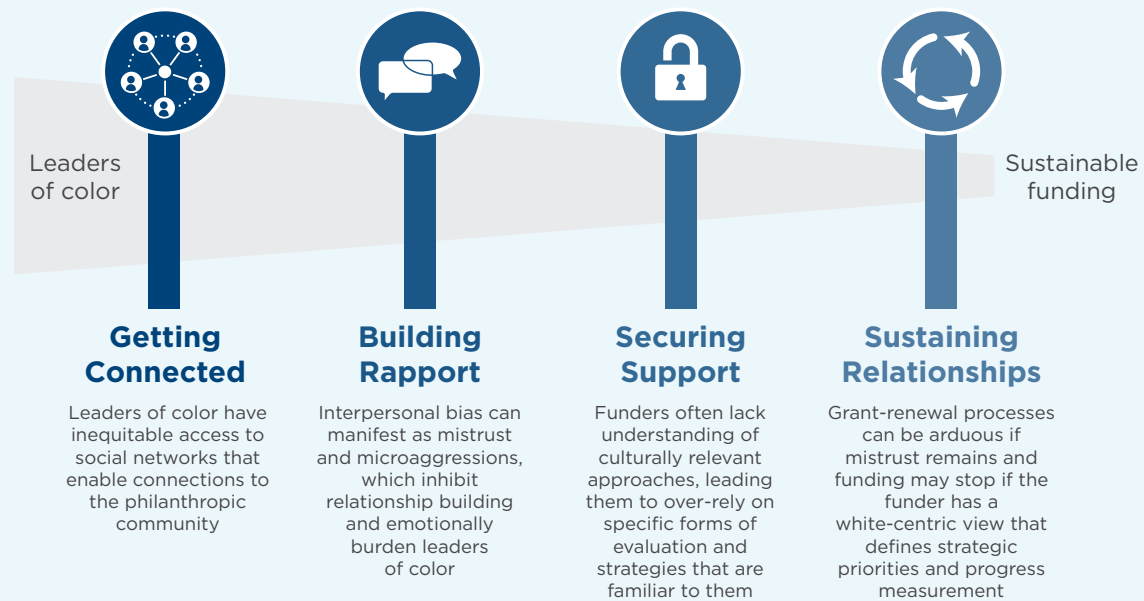 Leaders
of color
Sustainable
funding
Getting
Connected
Leaders of color have
inequitable access to
social networks that
enable connections to
the philanthropic
community
Building
Rapport
Interpersonal bias can
manifest as mistrust
and microaggressions,
which inhibit
relationship building
and emotionally
burden leaders
of color
Securing
Support
Funders often lack
understanding of
culturally relevant
approaches, leading
them to over-rely on
specific forms of
evaluation and
strategies that are
familiar to them
Sustaining
Relationships
Grant-renewal processes
can be arduous if
mistrust remains and
funding may stop if the
funder has a
white-centric view that
defines strategic
priorities and progress
measurement